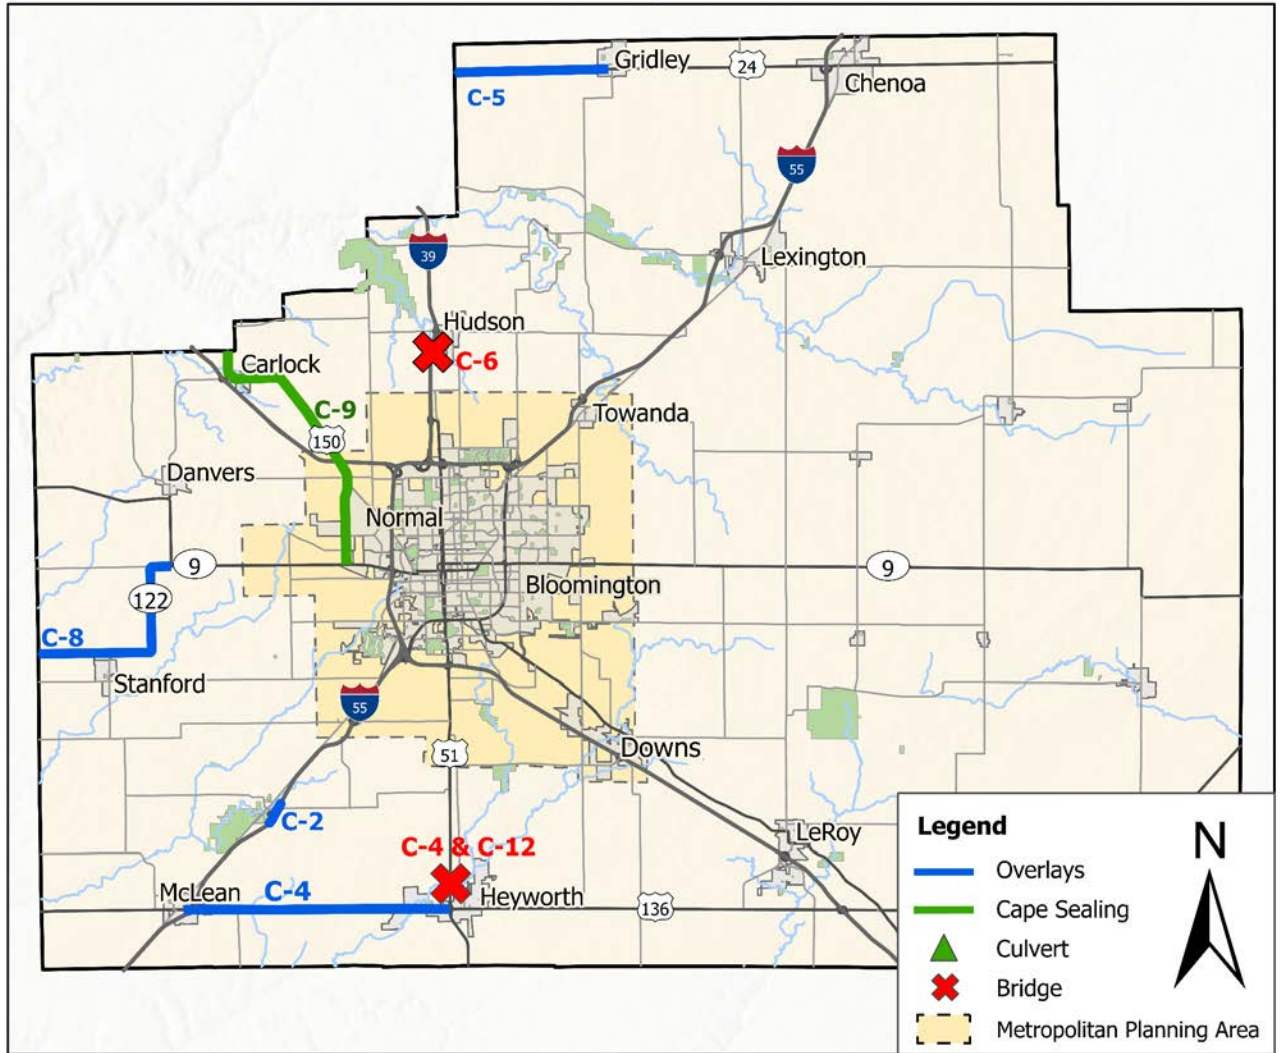 Gridley
24
Chenoa
C-5
55
Lexington
39
Hudson
C-6
Carlock
C-9
150
Towanda
Danvers
Normal
9
9
122
Bloomington
C-8
Stanford
55
51
Downs
C-2
LeRoy
C-4 & C-12
McLean
C-4
Heyworth
136
Legend
Overlays
Cape Sealing
Culvert
Bridge
Metropolitan Planning Area
N